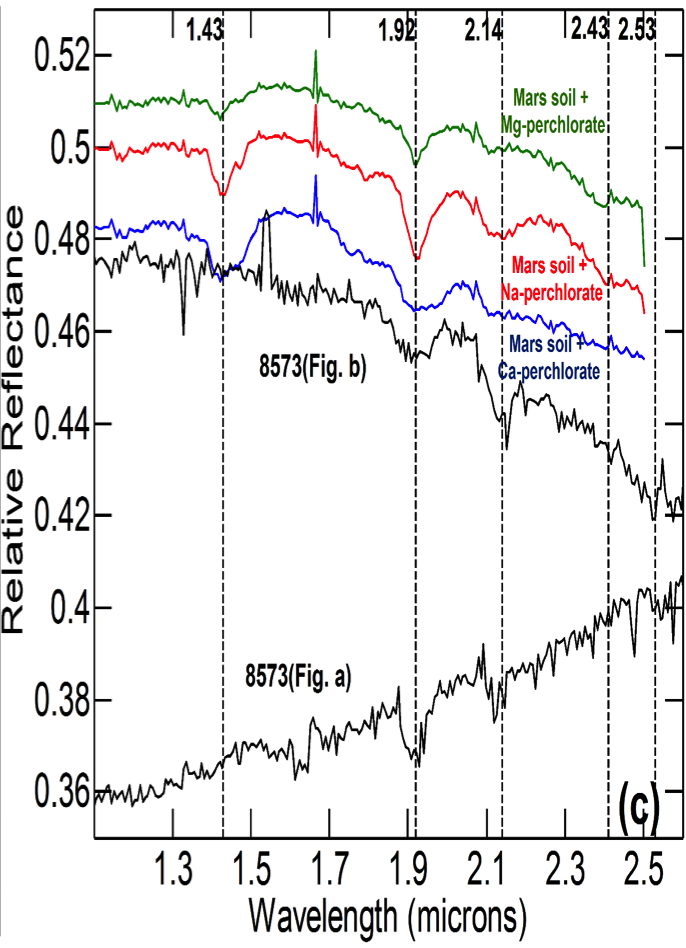 1.43
1.92
2.14
2.43
2.53
0.52
0.5
0.48
0.46
0.44
0.42
0.4
0.38
0.36
Relative Reflectance
Mars soil +
Mg-perchlorate
Mars soil +
Na-perchlorate
Mars soil +
Ca-perchlorate
8573(Fig. b)
8573(Fig. a)
(c)
1.3
1.5
1.7
1.9
2.1
2.3
2.5
Wavelength (microns)